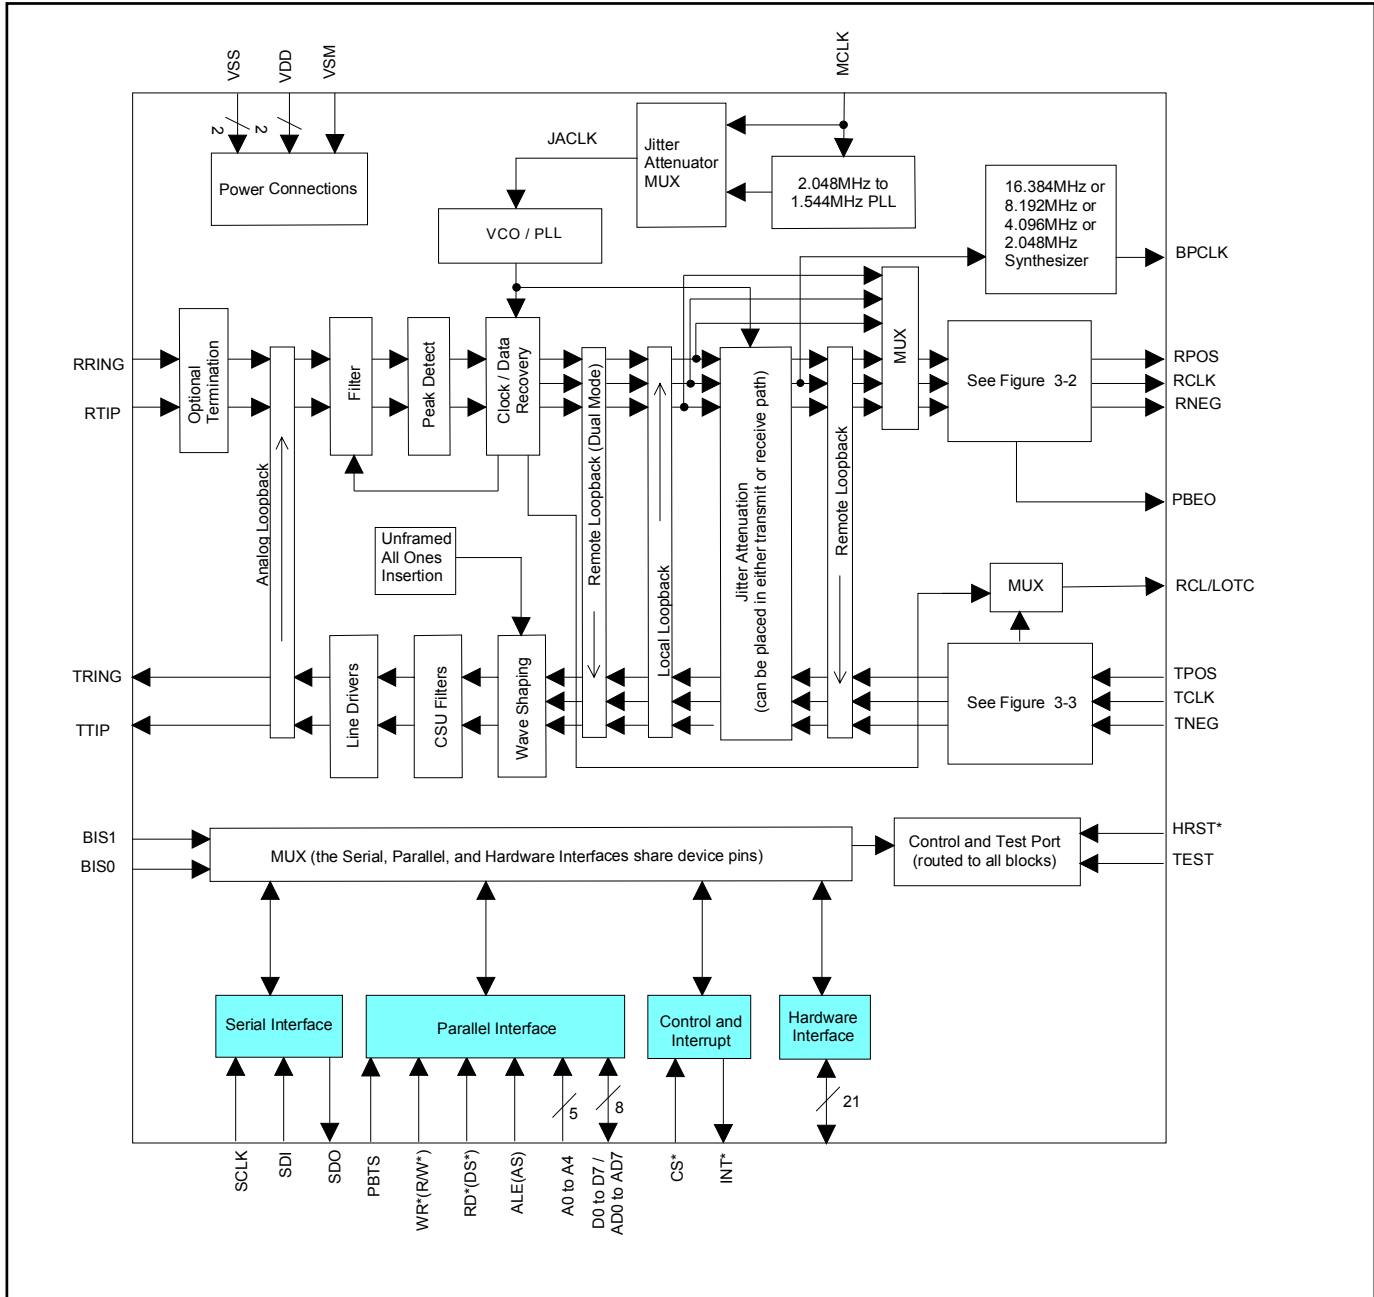 VSS
VDD
VSM
MCLK
2
2
Power Connections
JACLK
Jitter
Attenuator
MUX
2.048MHz to
1.544MHz PLL
16.384MHz or
8.192MHz or
4.096MHz or
2.048MHz
Synthesizer
BPCLK
VCO / PLL
RRING
RTIP
Optional
Termination
Analog Loopback
Filter
Peak Detect
Clock / Data
Recovery
Remote Loopback (Dual Mode)
Local Loopback
Jitter Attenuation
(can be placed in either transmit or receive path)
Remote Loopback
MUX
See Figure 3-2
RPOS
RCLK
RNEG
PBEO
Unframed
All Ones
Insertion
MUX
RCL/LOTC
TRING
TTIP
Line Drivers
CSU Filters
Wave Shaping
See Figure 3-3
TPOS
TCLK
TNEG
BIS1
BIS0
MUX (the Serial, Parallel, and Hardware Interfaces share device pins)
Control and Test Port
(routed to all blocks)
HRST*
TEST
Serial Interface
Parallel Interface
Control and
Interrupt
Hardware
Interface
5
8
21
SCLK
SDI
SDO
PBTS
WR*(R/W*)
RD*(DS*)
ALE(AS)
A0 to A4
D0 to D7 /
AD0 to AD7
CS*
INT*